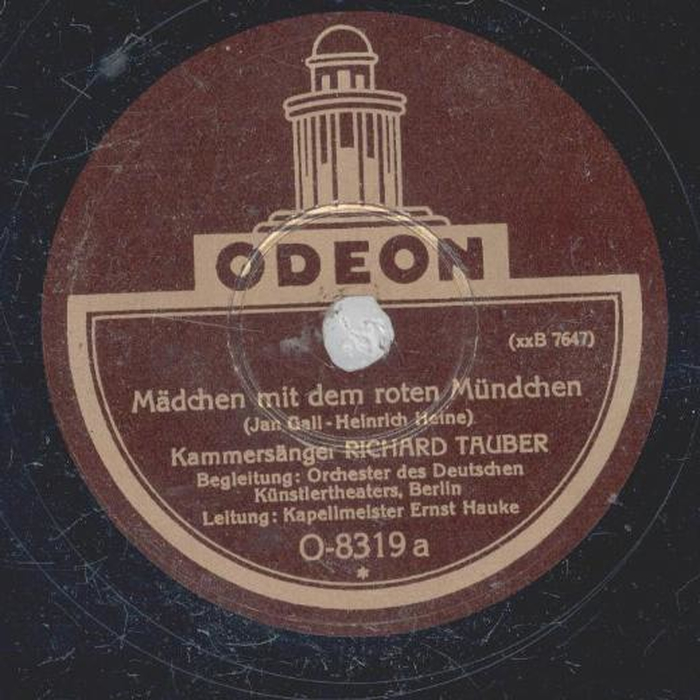 ODEON
(xxB 7647)
Mädchen mit dem roten Mündchen
(Jan Gall - Heinrich Heine)
Kammersänger RICHARD TAUBER
Begleitung: Orchester des Deutschen
Künstlertheaters, Berlin
Leitung: Kapellmeister Ernst Hauke
O-8319 a
*